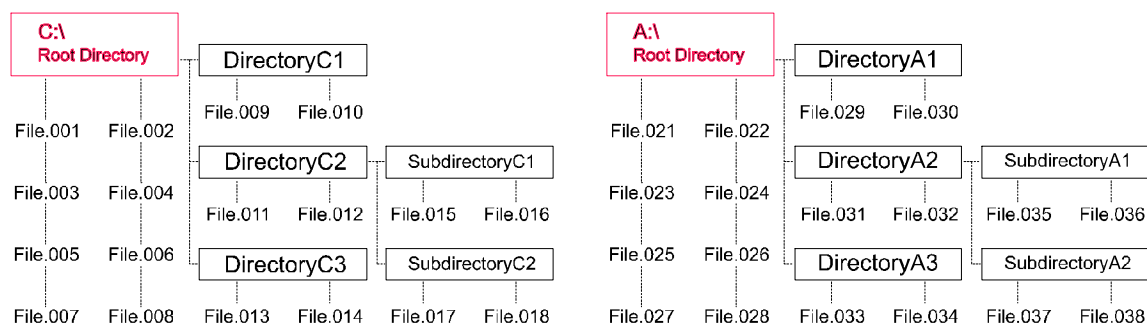 C:\
Root Directory
DirectoryC1
File.009 File.010
File.001 File.002
DirectoryC2 SubdirectoryC1
File.003 File.004
File.011 File.012 File.015 File.016
File.005 File.006
DirectoryC3 SubdirectoryC2
File.007 File.008 File.013 File.014 File.017 File.018
A:\
Root Directory
DirectoryA1
File.029 File.030
File.021 File.022
DirectoryA2 SubdirectoryA1
File.023 File.024
File.031 File.032 File.035 File.036
File.025 File.026
DirectoryA3 SubdirectoryA2
File.027 File.028 File.033 File.034 File.037 File.038